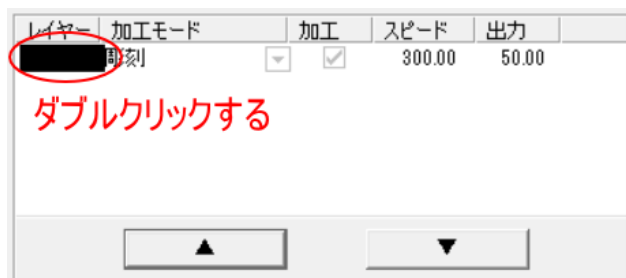 レイヤー 加工モード 加工 スピード 出力
彫刻 300.00 50.00
ダブルクリックする
▲ ▼